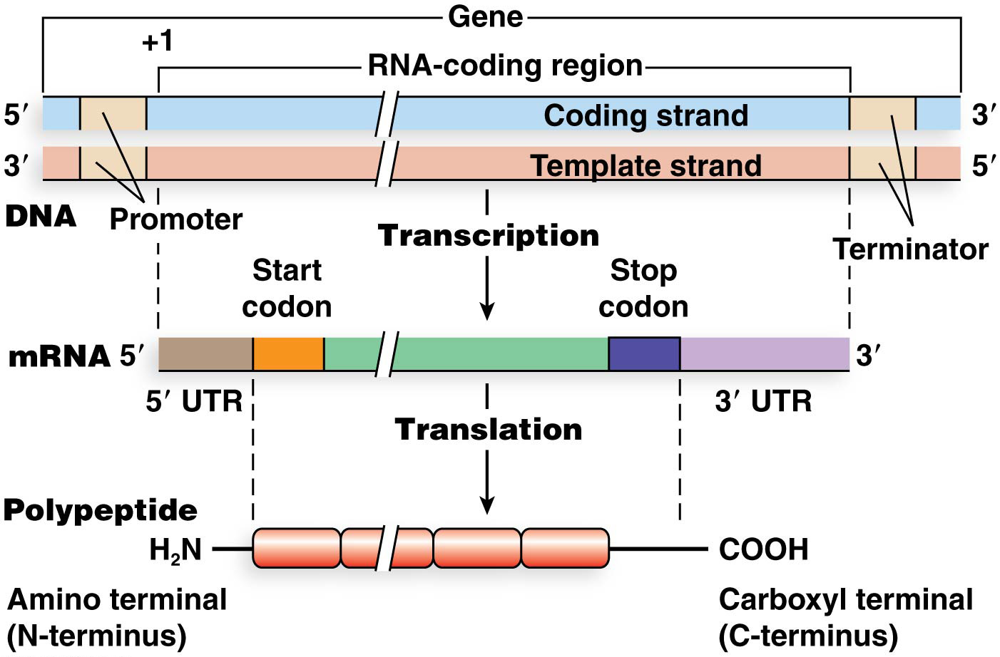 Gene
+1
RNA-coding region
5′ Coding strand 3′
3′ Template strand 5′
DNA
Promoter
Transcription
Terminator
Start
codon
Stop
codon
mRNA 5′ 3′
5′ UTR
3′ UTR
Translation
Polypeptide
H₂N
COOH
Amino terminal
(N-terminus)
Carboxyl terminal
(C-terminus)